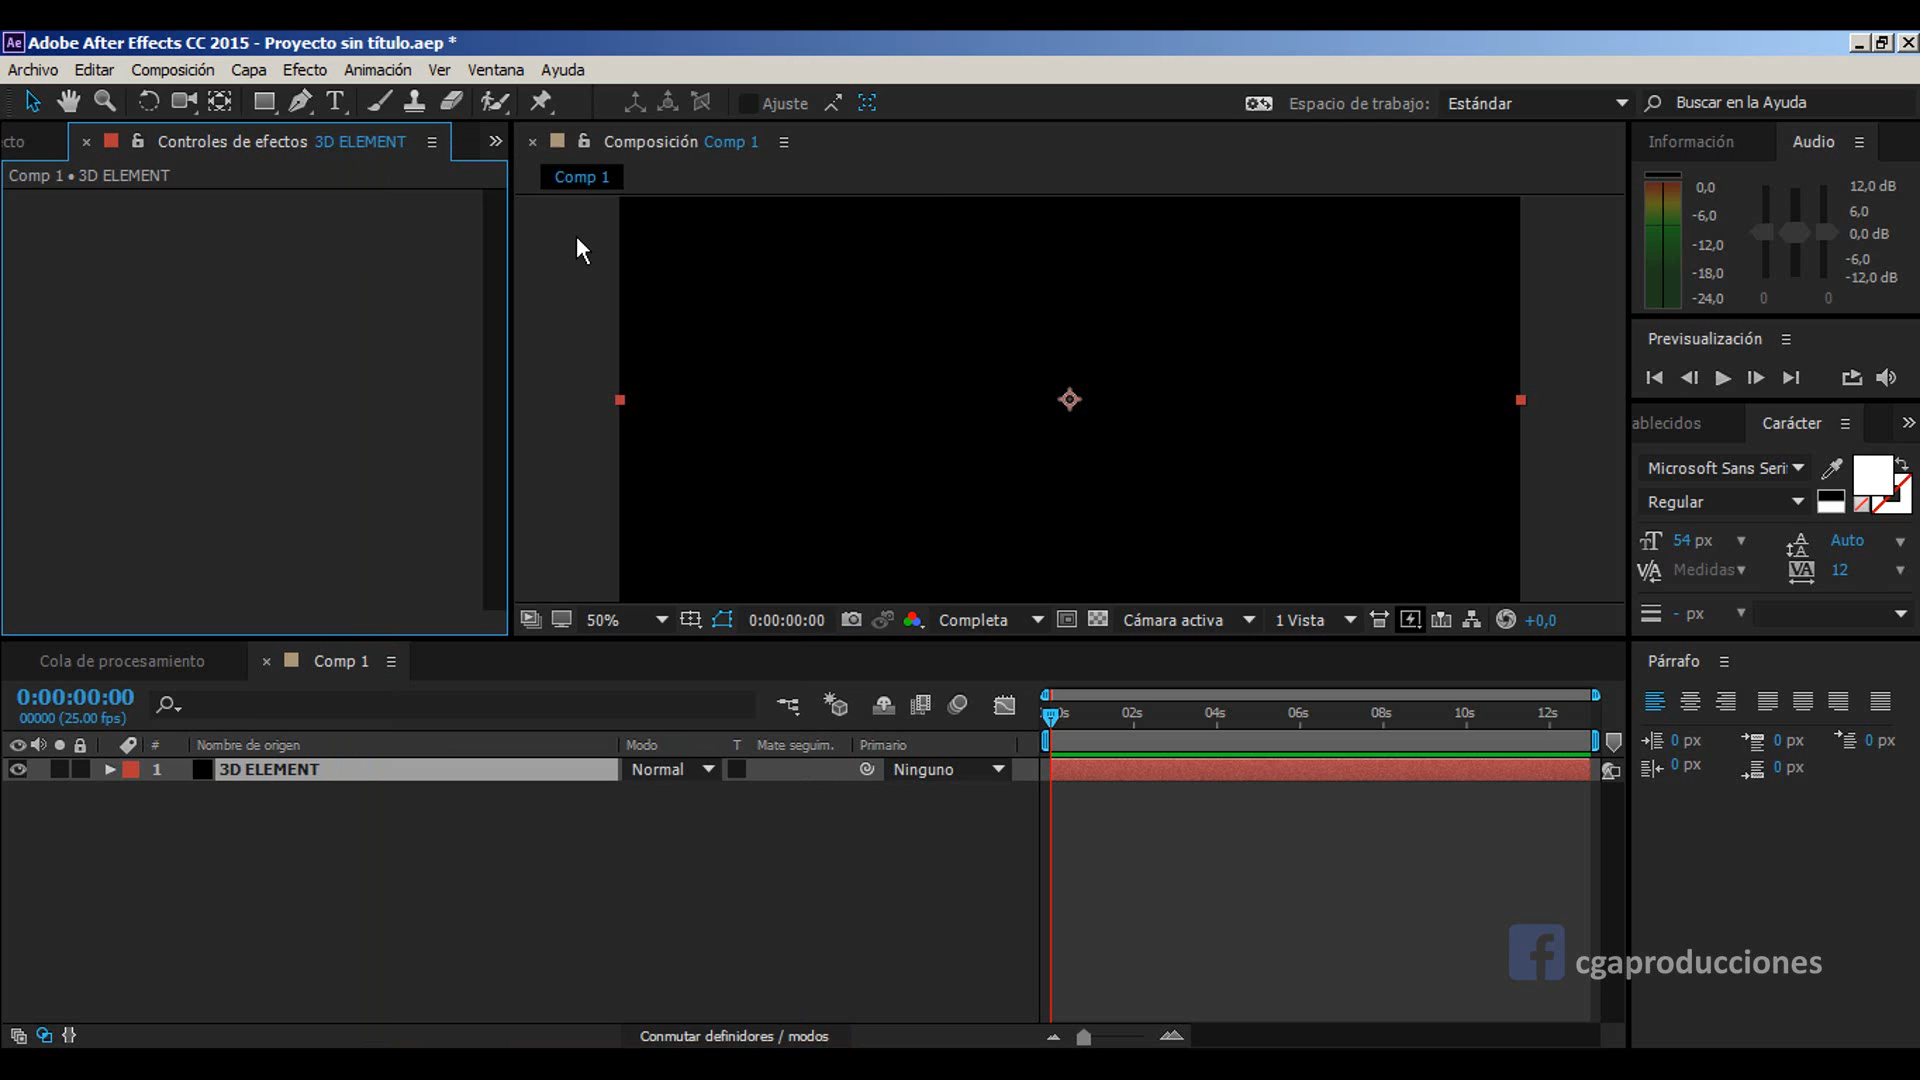 Ae Adobe After Effects CC 2015 - Proyecto sin título.aep *
Archivo Editar Composición Capa Efecto Animación Ver Ventana Ayuda
T Ajuste Espacio de trabajo: Estándar Buscar en la Ayuda
ecto × Controles de efectos 3D ELEMENT
Comp 1 • 3D ELEMENT
× Composición Comp 1
Comp 1
Información Audio
0,0
-6,0
-12,0
-18,0
-24,0
12,0 dB
6,0
0,0 dB
-6,0
-12,0 dB
0 0
Previsualización
ablecidos Carácter
Microsoft Sans Seri
Regular
54 px Auto
Medidas 12
- px
50% 0:00:00:00 Completa Cámara activa 1 Vista +0,0
Cola de procesamiento × Comp 1
0:00:00:00
00000 (25.00 fps)
0s 02s 04s 06s 08s 10s 12s
# Nombre de origen Modo T Mate seguim. Primario
1 3D ELEMENT Normal Ninguno
Párrafo
0 px 0 px 0 px
0 px 0 px
f cgaproducciones
Conmutar definidores / modos